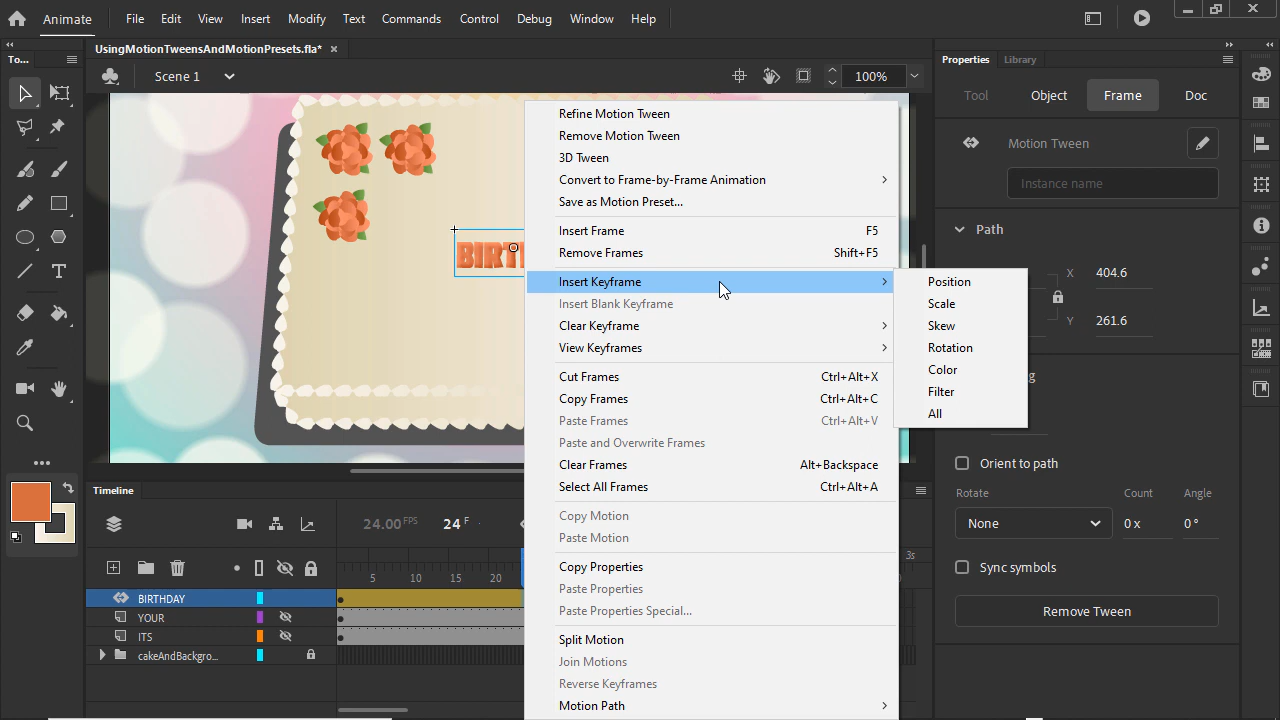 Animate File Edit View Insert Modify Text Commands Control Debug Window Help
To...
UsingMotionTweensAndMotionPresets.fla* ×
Properties Library
Scene 1
100%
Tool Object Frame Doc
Motion Tween
Instance name
Path
X 404.6
Y 261.6
BIRT
Refine Motion Tween
Remove Motion Tween
3D Tween
Convert to Frame-by-Frame Animation
Save as Motion Preset...
Insert Frame F5
Remove Frames Shift+F5
Insert Keyframe
Insert Blank Keyframe
Clear Keyframe
View Keyframes
Cut Frames Ctrl+Alt+X
Copy Frames Ctrl+Alt+C
Paste Frames Ctrl+Alt+V
Paste and Overwrite Frames
Clear Frames Alt+Backspace
Select All Frames Ctrl+Alt+A
Copy Motion
Paste Motion
Copy Properties
Paste Properties
Paste Properties Special...
Split Motion
Join Motions
Reverse Keyframes
Motion Path
Position
Scale
Skew
Rotation
Color
Filter
All
Orient to path
Rotate Count Angle
None 0 x 0 °
Sync symbols
Remove Tween
Timeline
24.00 FPS 24 F
5 10 15 20
3s
BIRTHDAY
YOUR
ITS
cakeAndBackgro...